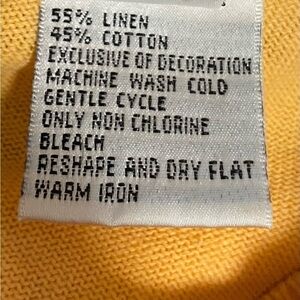 55% LINEN
45% COTTON
EXCLUSIVE OF DECORATION
MACHINE WASH COLD
GENTLE CYCLE
ONLY NON CHLORINE
BLEACH
RESHAPE AND DRY FLAT
WARM IRON